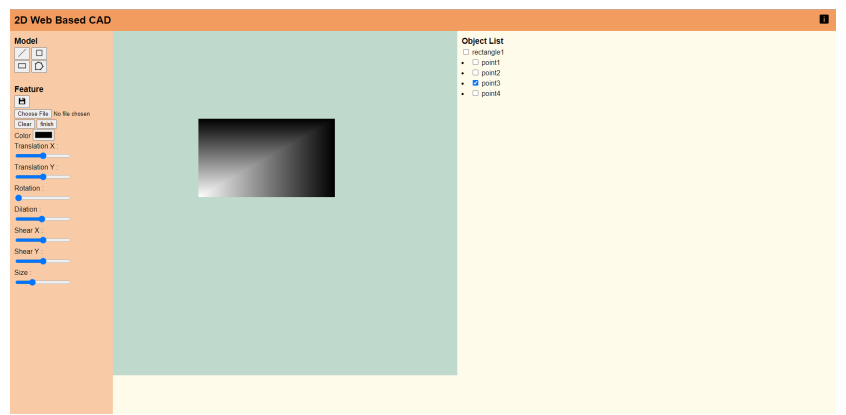 2D Web Based CAD
i
Model
Feature
Choose File No file chosen
Clear finish
Color
Translation X :
Translation Y :
Rotation :
Dilation :
Shear X :
Shear Y :
Size :
Object List
rectangle1
point1
point2
point3
point4